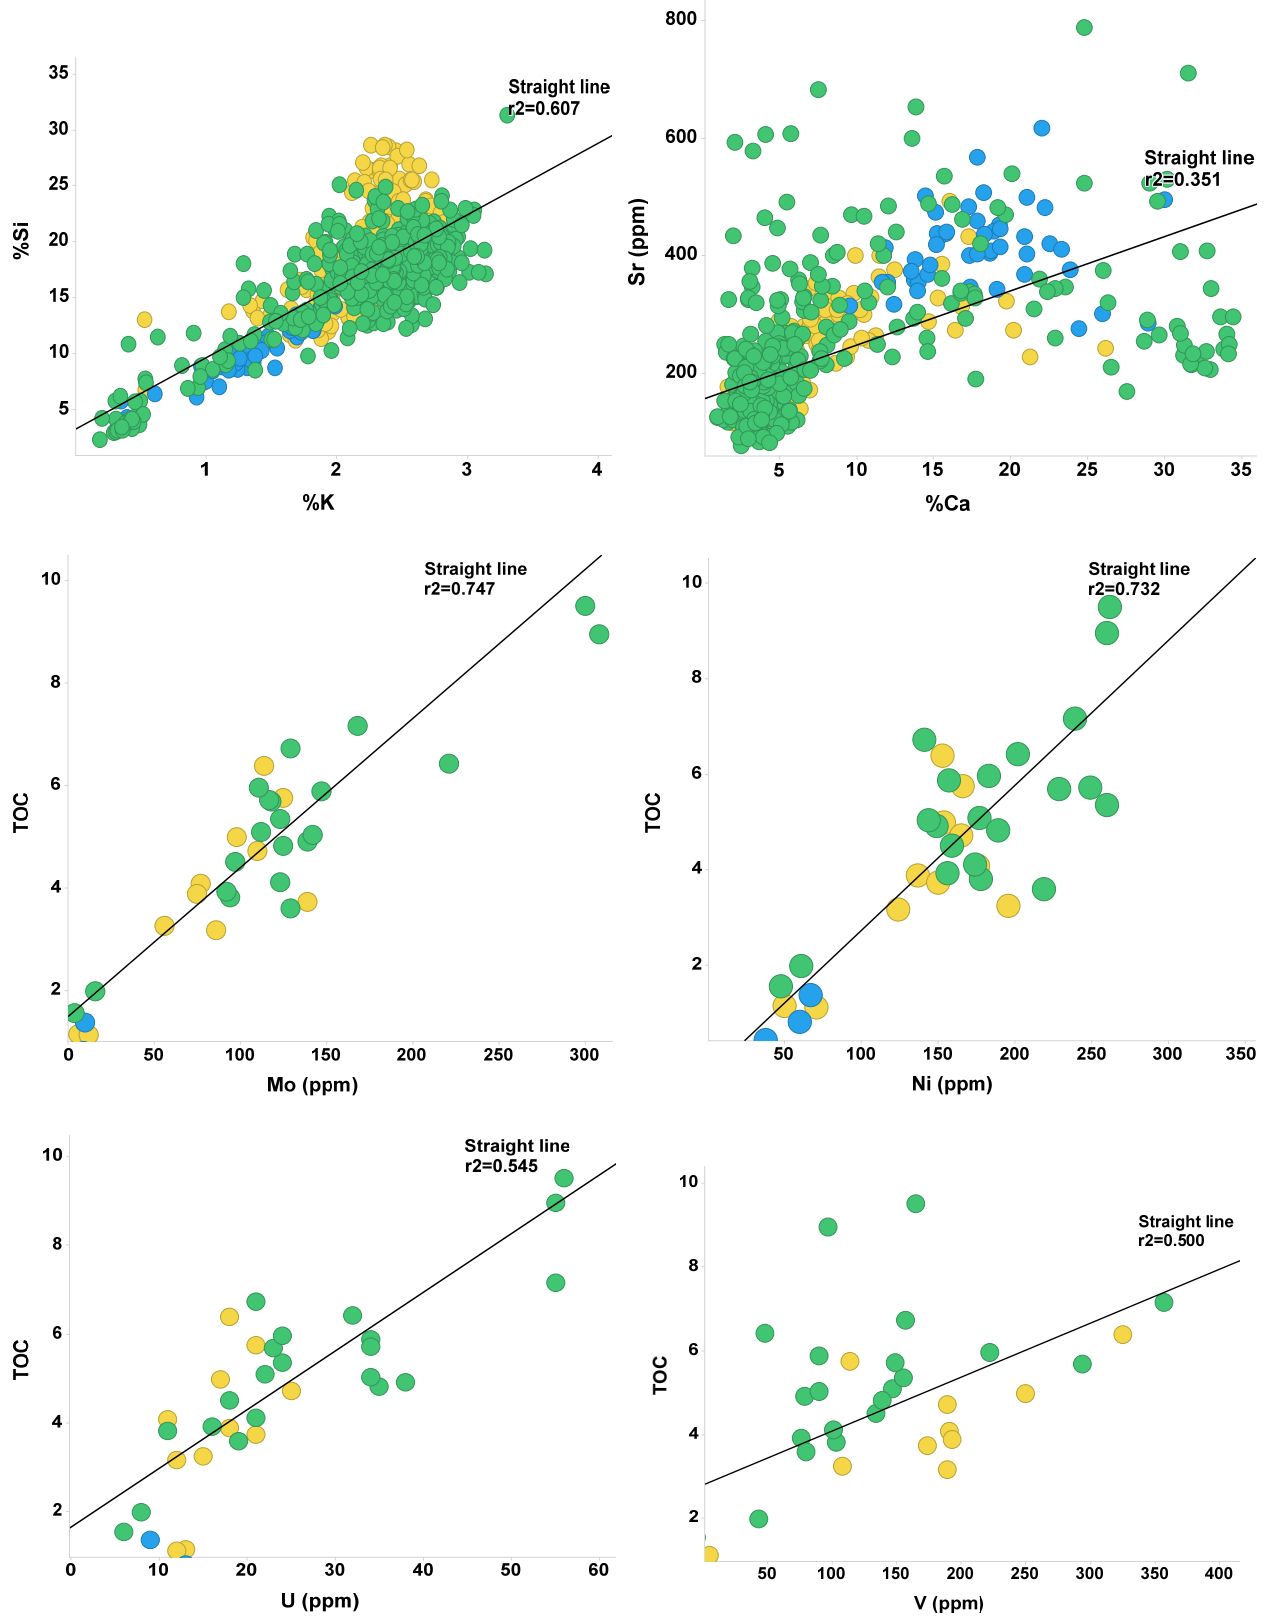 Straight line
r2=0.607
35
30
25
20
15
10
5
%Si
1
2
3
4
%K
Straight line
r2=0.351
800
600
400
200
Sr (ppm)
5
10
15
20
25
30
35
%Ca
Straight line
r2=0.747
10
8
6
4
2
TOC
0
50
100
150
200
250
300
Mo (ppm)
Straight line
r2=0.732
10
8
6
4
2
TOC
50
100
150
200
250
300
350
Ni (ppm)
Straight line
r2=0.545
10
8
6
4
2
TOC
0
10
20
30
40
50
60
U (ppm)
Straight line
r2=0.500
10
8
6
4
2
TOC
50
100
150
200
250
300
350
400
V (ppm)